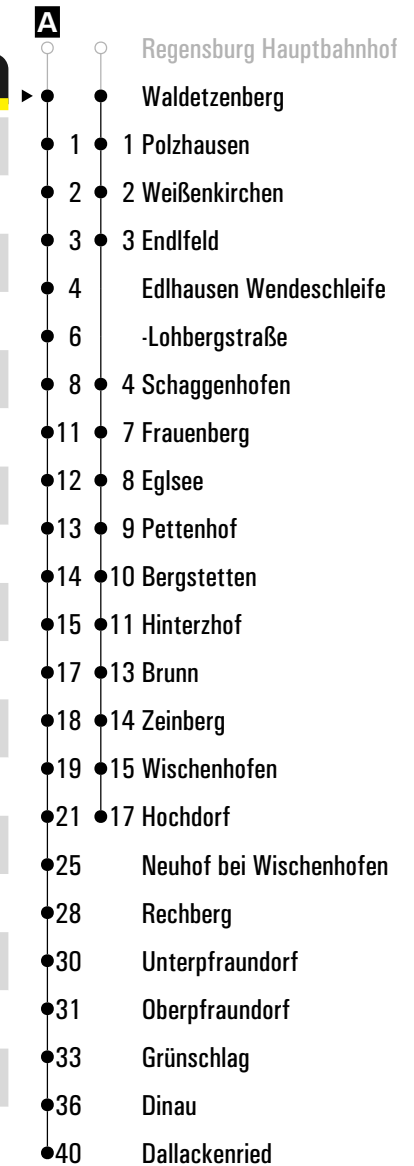 A
Regensburg Hauptbahnhof
Waldetzenberg
1 1 Polzhausen
2 2 Weißenkirchen
3 3 Endlfeld
4 Edlhausen Wendeschleife
6 -Lohbergstraße
8 4 Schaggenhofen
11 7 Frauenberg
12 8 Eglsee
13 9 Pettenhof
14 10 Bergstetten
15 11 Hinterzhof
17 13 Brunn
18 14 Zeinberg
19 15 Wischenhofen
21 17 Hochdorf
25 Neuhof bei Wischenhofen
28 Rechberg
30 Unterpfraundorf
31 Oberpfraundorf
33 Grünschlag
36 Dinau
40 Dallackenried